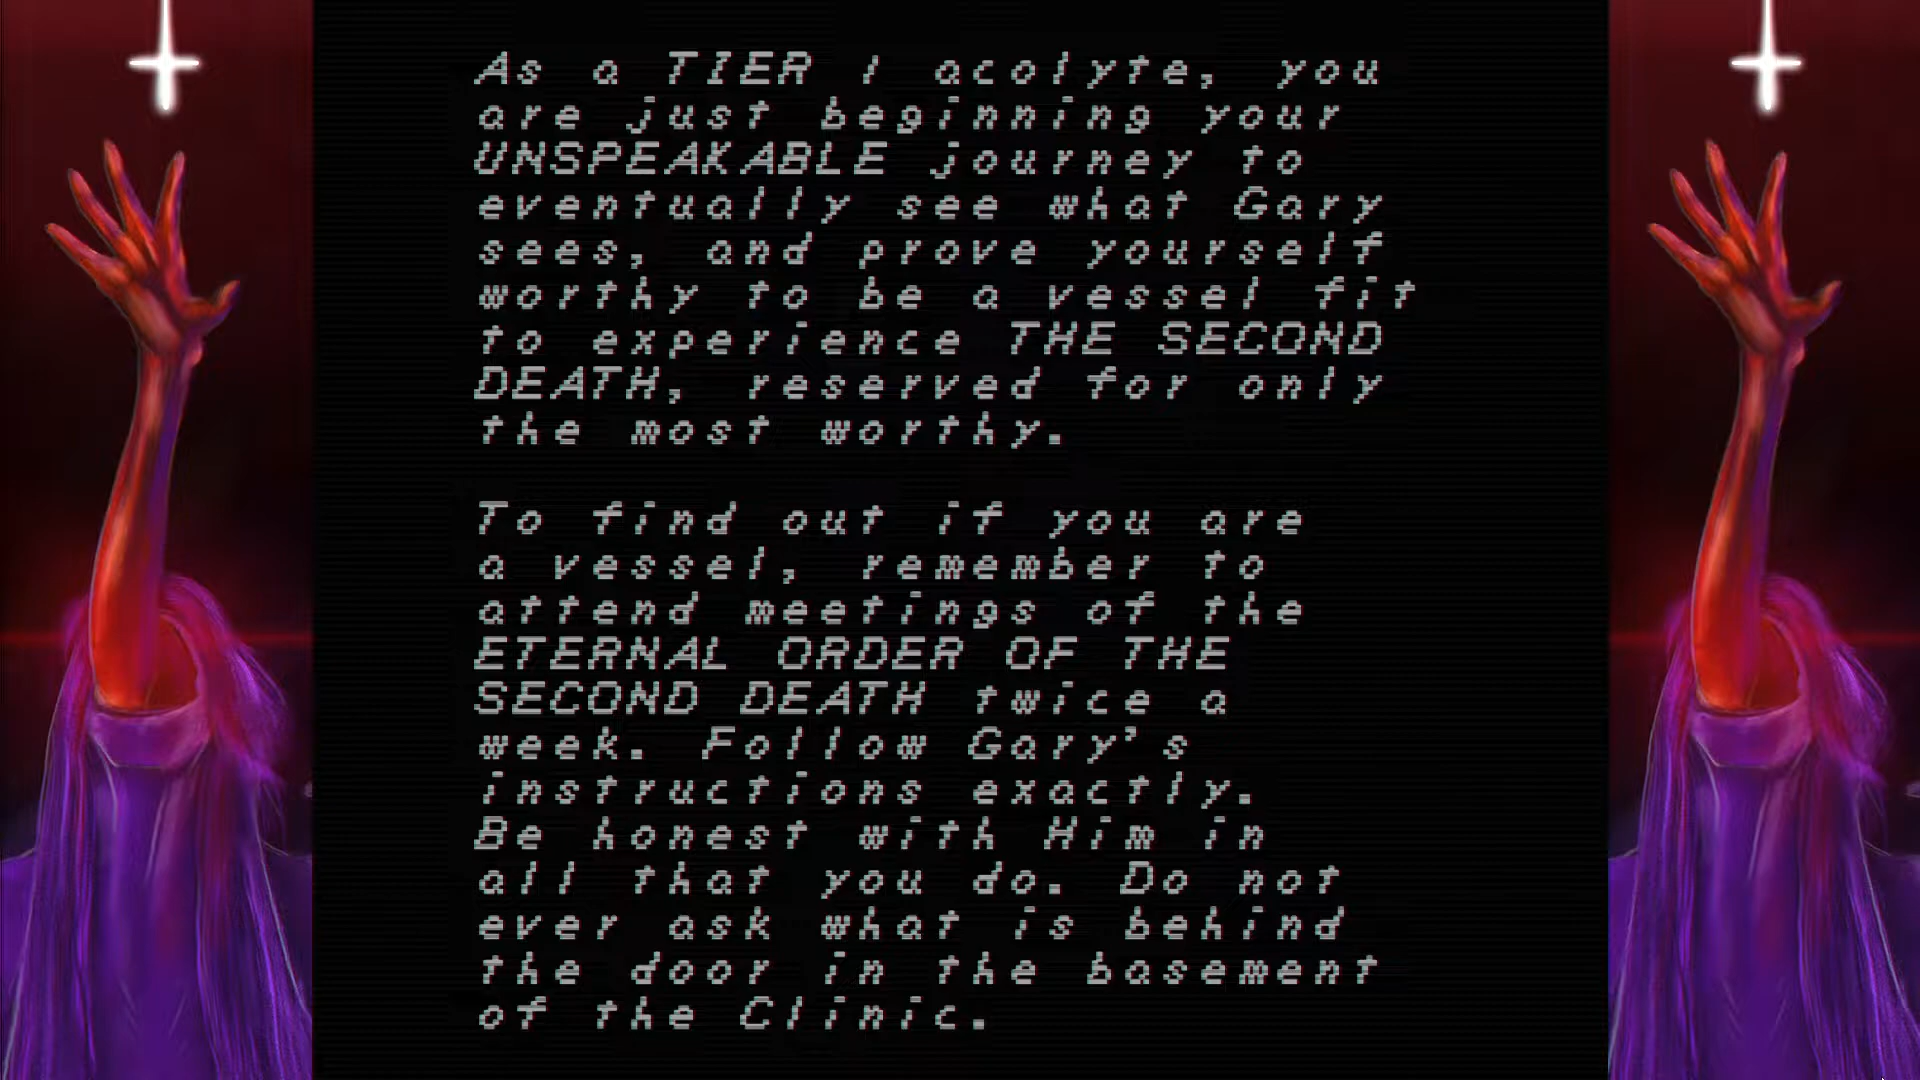 As a TIER 1 acolyte, you
are just beginning your
UNSPEAKABLE journey to
eventually see what Gary
sees, and prove yourself
worthy to be a vessel fit
to experience THE SECOND
DEATH, reserved for only
the most worthy.
To find out if you are
a vessel, remember to
attend meetings of the
ETERNAL ORDER OF THE
SECOND DEATH twice a
week. Follow Gary's
instructions exactly.
Be honest with Him in
all that you do. Do not
ever ask what is behind
the door in the basement
of the Clinic.